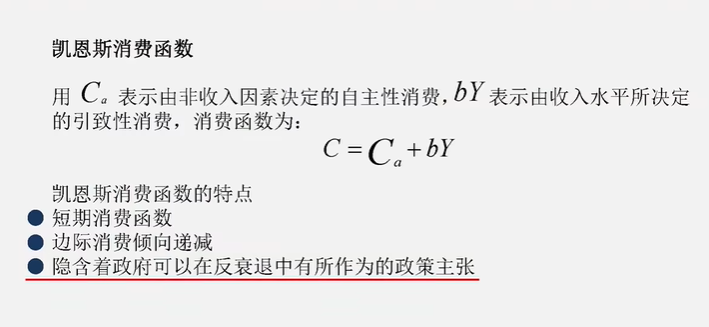 凯恩斯消费函数
用 Cₐ 表示由非收入因素决定的自主性消费,bY 表示由收入水平所决定
的引致性消费，消费函数为：
C = Cₐ + bY
凯恩斯消费函数的特点
● 短期消费函数
● 边际消费倾向递减
● 隐含着政府可以在反衰退中有所作为的政策主张